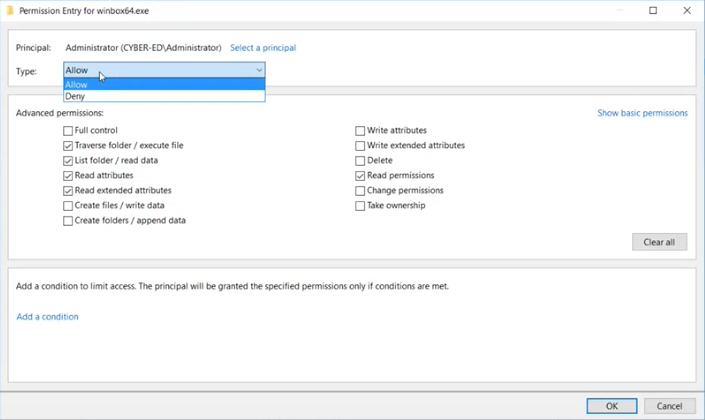 Permission Entry for winbox64.exe
Principal: Administrator (CYBER-ED\Administrator) Select a principal
Type: Allow
Allow
Deny
Advanced permissions: Show basic permissions
Full control Write attributes
Traverse folder / execute file Write extended attributes
List folder / read data Delete
Read attributes Read permissions
Read extended attributes Change permissions
Create files / write data Take ownership
Create folders / append data
Clear all
Add a condition to limit access. The principal will be granted the specified permissions only if conditions are met.
Add a condition
OK Cancel